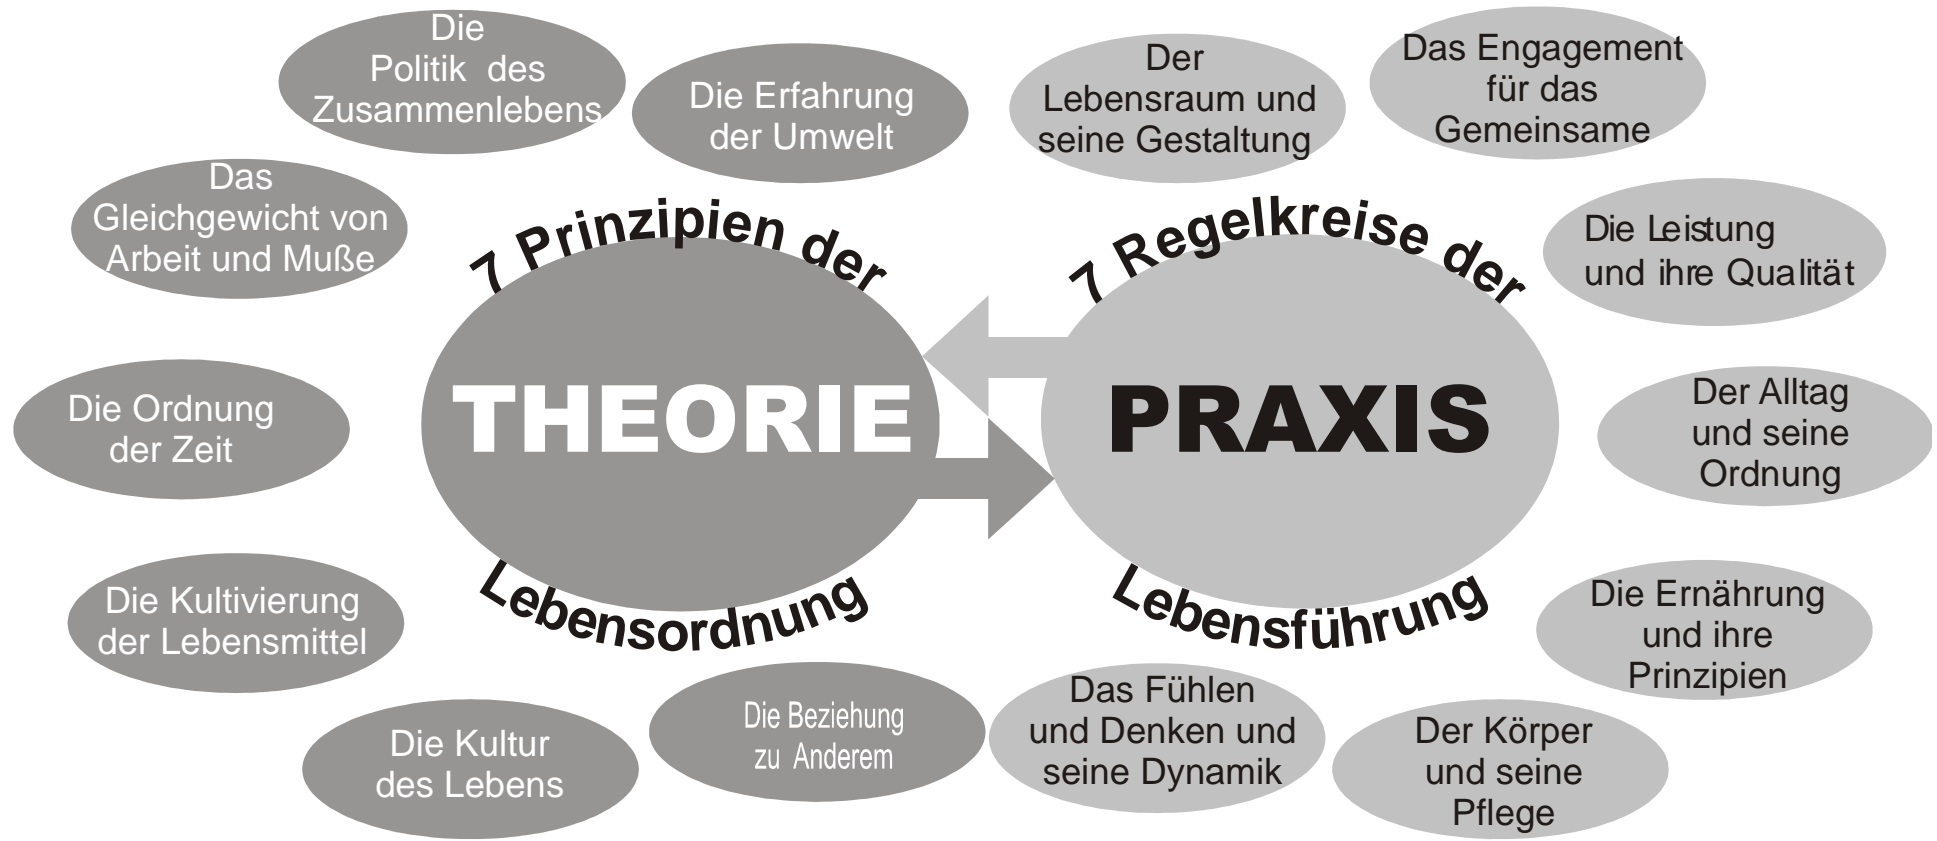 Die
Politik des
Zusammenlebens
Die Erfahrung
der Umwelt
Das
Gleichgewicht von
Arbeit und Muße
Die Ordnung
der Zeit
Die Kultivierung
der Lebensmittel
Die Kultur
des Lebens
Die Beziehung
zu Anderem
7 Prinzipien der
THEORIE
Lebensordnung
7 Regelkreise der
PRAXIS
Lebensführung
Der
Lebensraum und
seine Gestaltung
Das Engagement
für das
Gemeinsame
Die Leistung
und ihre Qualität
Der Alltag
und seine
Ordnung
Die Ernährung
und ihre
Prinzipien
Der Körper
und seine
Pflege
Das Fühlen
und Denken und
seine Dynamik